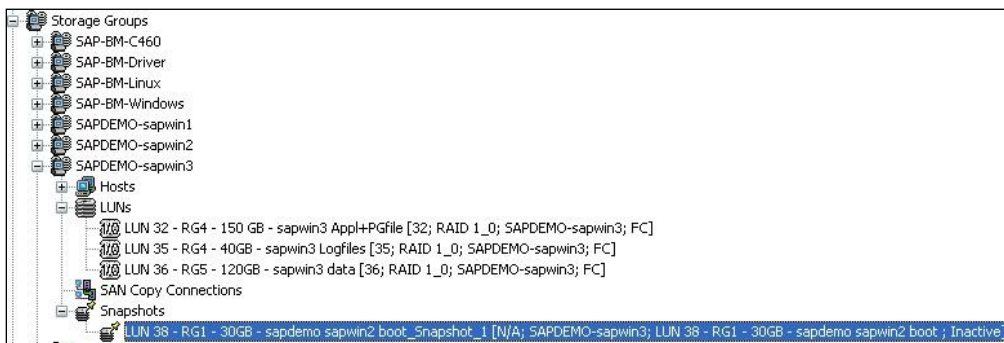 Storage Groups
SAP-BM-C460
SAP-BM-Driver
SAP-BM-Linux
SAP-BM-Windows
SAPDEMO-sapwin1
SAPDEMO-sapwin2
SAPDEMO-sapwin3
Hosts
LUNs
LUN 32 - RG4 - 150 GB - sapwin3 Appl+PGfile [32; RAID 1_0; SAPDEMO-sapwin3; FC]
LUN 35 - RG4 - 40GB - sapwin3 Logfiles [35; RAID 1_0; SAPDEMO-sapwin3; FC]
LUN 36 - RG5 - 120GB - sapwin3 data [36; RAID 1_0; SAPDEMO-sapwin3; FC]
SAN Copy Connections
Snapshots
LUN 38 - RG1 - 30GB - sapdemo sapwin2 boot_Snapshot_1 [N/A; SAPDEMO-sapwin3; LUN 38 - RG1 - 30GB - sapdemo sapwin2 boot ; Inactive]